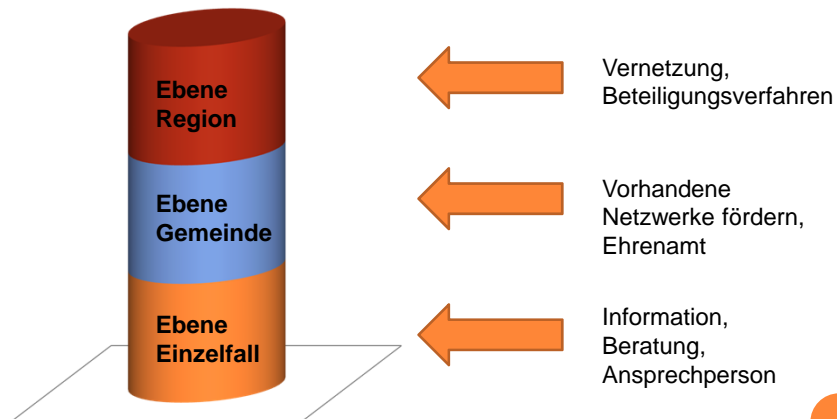 Ebene
Region
Vernetzung,
Beteiligungsverfahren
Ebene
Gemeinde
Vorhandene
Netzwerke fördern,
Ehrenamt
Ebene
Einzelfall
Information,
Beratung,
Ansprechperson